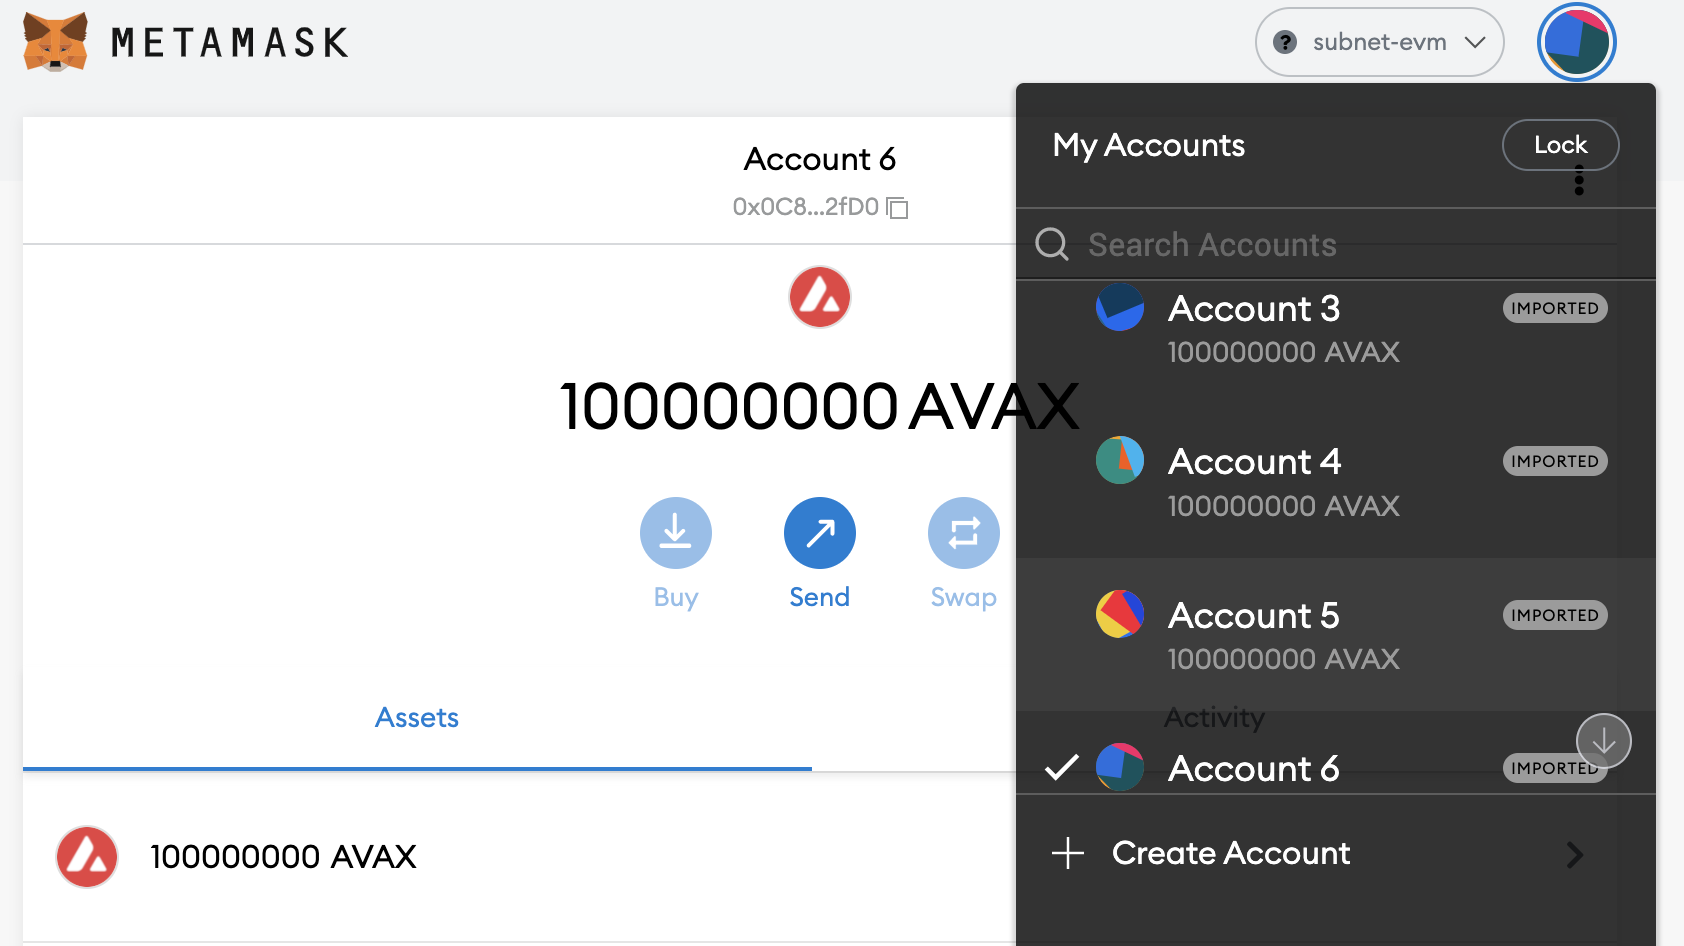 METAMASK
? subnet-evm
Account 6
0x0C8...2fD0
100000000 AVAX
Buy
Send
Swap
Assets
Activity
100000000 AVAX
My Accounts
Lock
Search Accounts
Account 3
IMPORTED
100000000 AVAX
Account 4
IMPORTED
100000000 AVAX
Account 5
IMPORTED
100000000 AVAX
Account 6
IMPORTED
Create Account